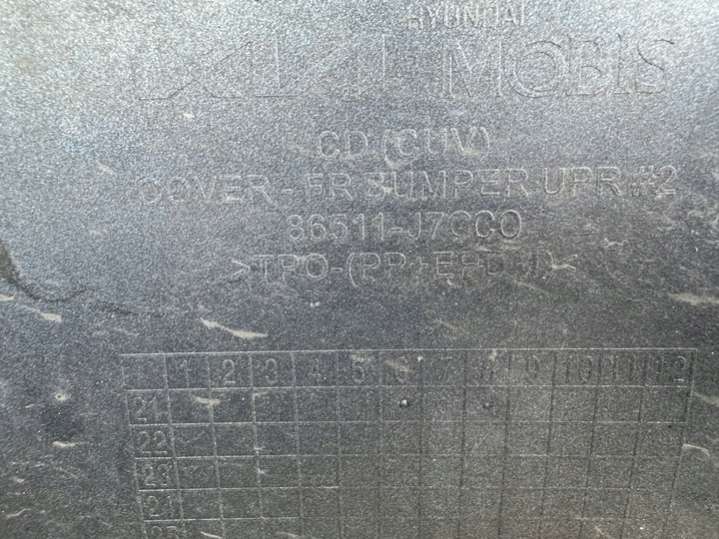 HYUNDAI
MOBIS
CD (CUV)
COVER - FR BUMPER UPR #2
86511-J7CC0
>TPO-(PP+EPDM)<
1 2 3 4 5 6 7 8 9 10 11 12
21
22
23
24
25